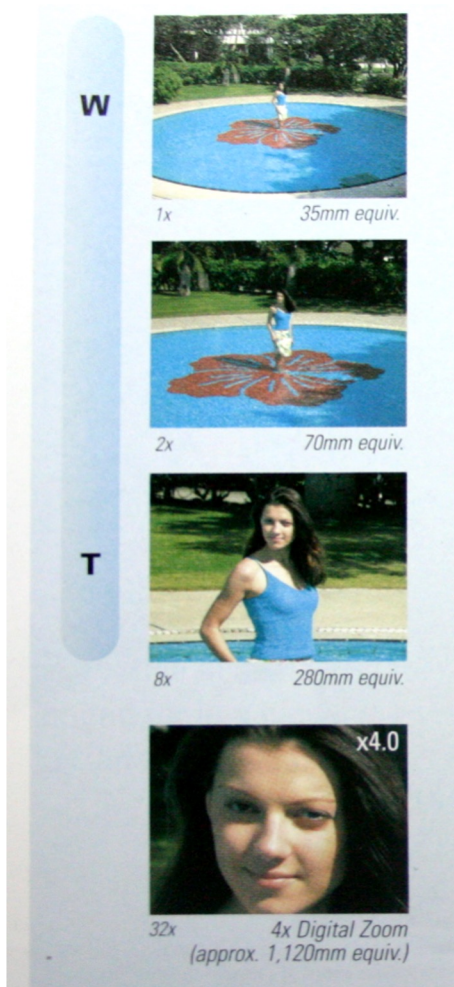 W
1x 35mm equiv.
2x 70mm equiv.
T
8x 280mm equiv.
x4.0
32x 4x Digital Zoom
(approx. 1,120mm equiv.)